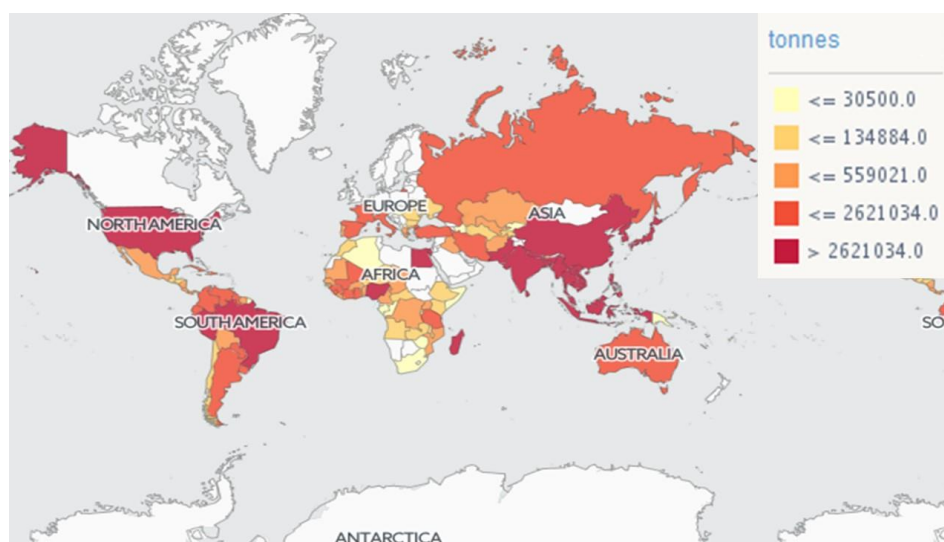 tonnes
<= 30500.0
<= 134884.0
<= 559021.0
<= 2621034.0
> 2621034.0
EUROPE
ASIA
NORTH AMERICA
AFRICA
SOUTH AMERICA
SO
AUSTRALIA
ANTARCTICA